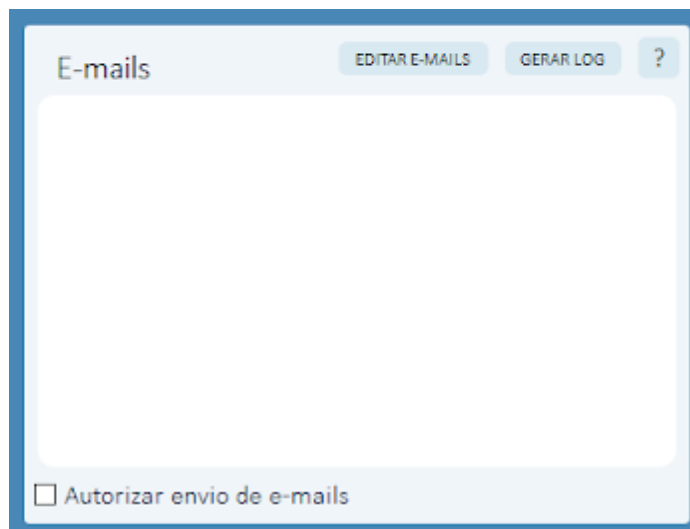 E-mails
EDITAR E-MAILS
GERAR LOG
?
Autorizar envio de e-mails